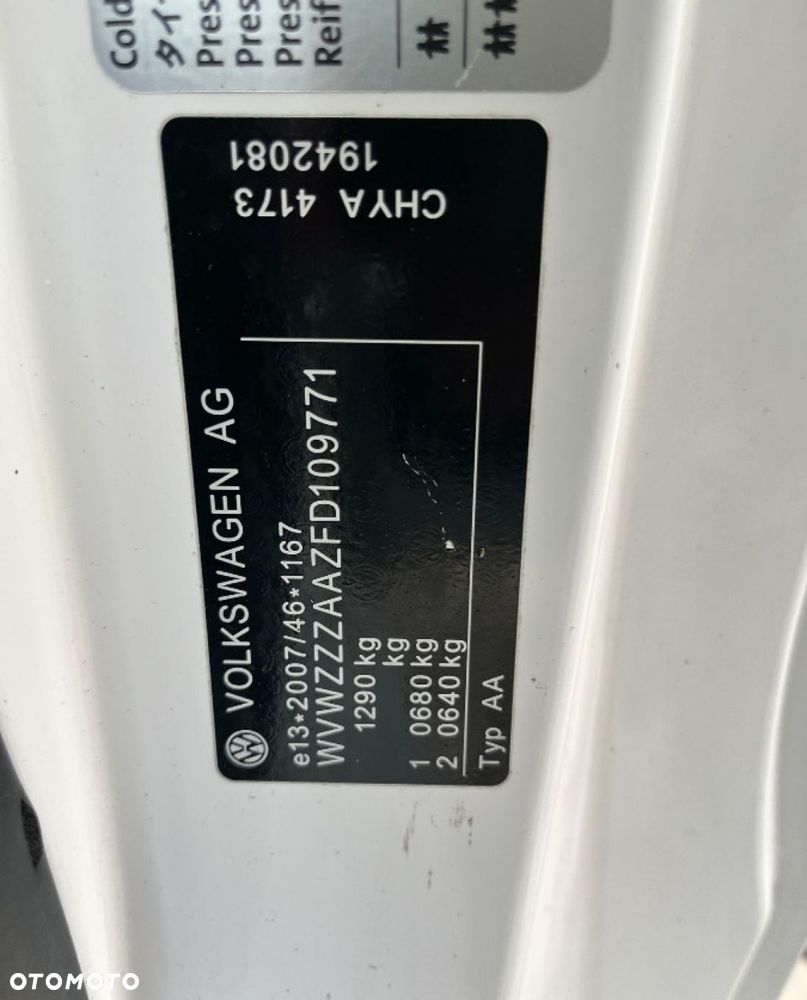 Cold
タイ
Pres
Pres
Pres
Reif
VOLKSWAGEN AG
e13*2007/46*1167
WVWZZZAAZFD109771
1290 kg
kg
1 0680 kg
2 0640 kg
Typ AA
CHYA 4173
1942081
OTOMOTO